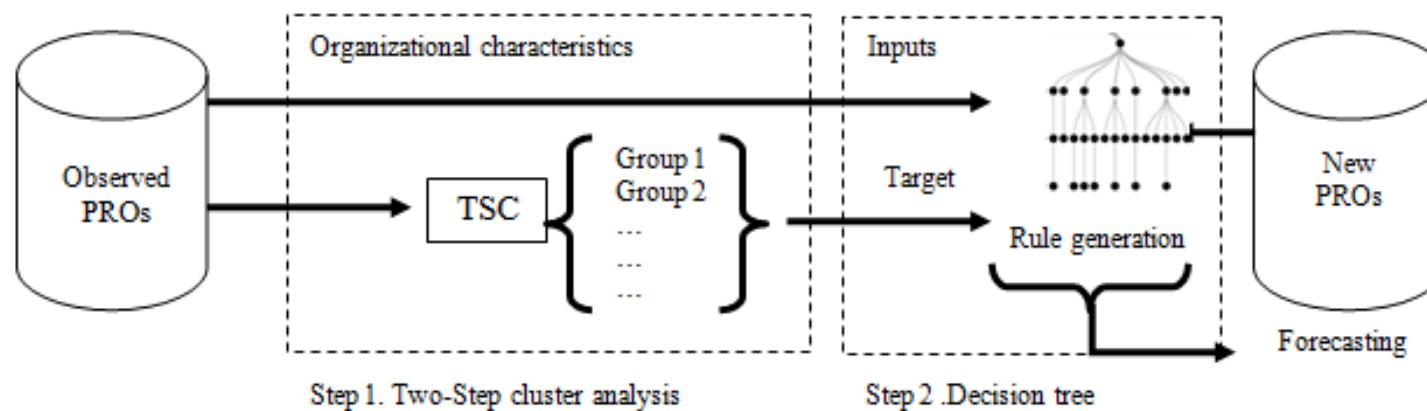 Organizational characteristics
Inputs
Observed
PROs
TSC
Group 1
Group 2
...
...
...
Target
Rule generation
New
PROs
Forecasting
Step 1. Two-Step cluster analysis
Step 2 .Decision tree